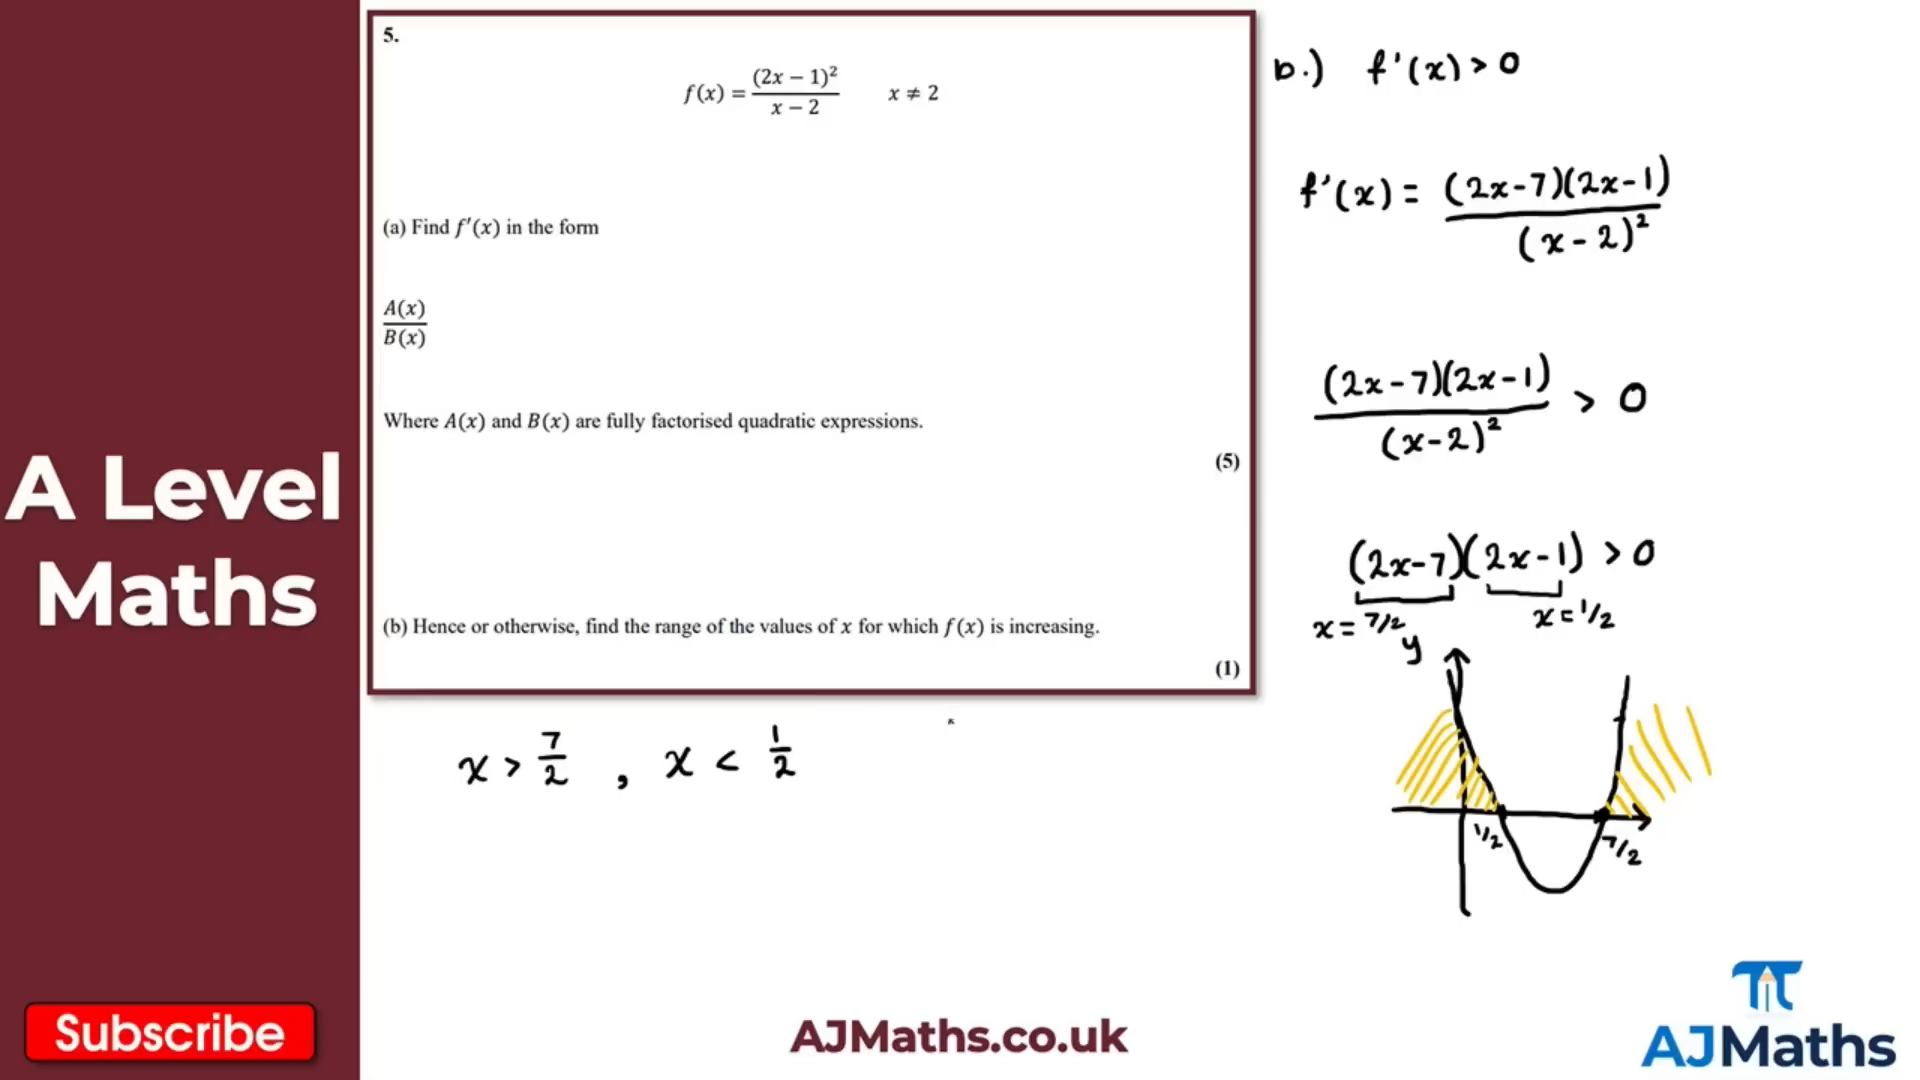 A Level
Maths
Subscribe
5.
f(x) = (2x − 1)² / (x − 2)    x ≠ 2
(a) Find f′(x) in the form
A(x) / B(x)
Where A(x) and B(x) are fully factorised quadratic expressions.
(5)
(b) Hence or otherwise, find the range of the values of x for which f(x) is increasing.
(1)
b.) f'(x) > 0
f'(x) = (2x-7)(2x-1) / (x-2)²
(2x-7)(2x-1) / (x-2)² > 0
(2x-7)(2x-1) > 0
x = 7/2    x = 1/2
y
1/2    7/2
x > 7/2 , x < 1/2
AJMaths.co.uk
AJMaths